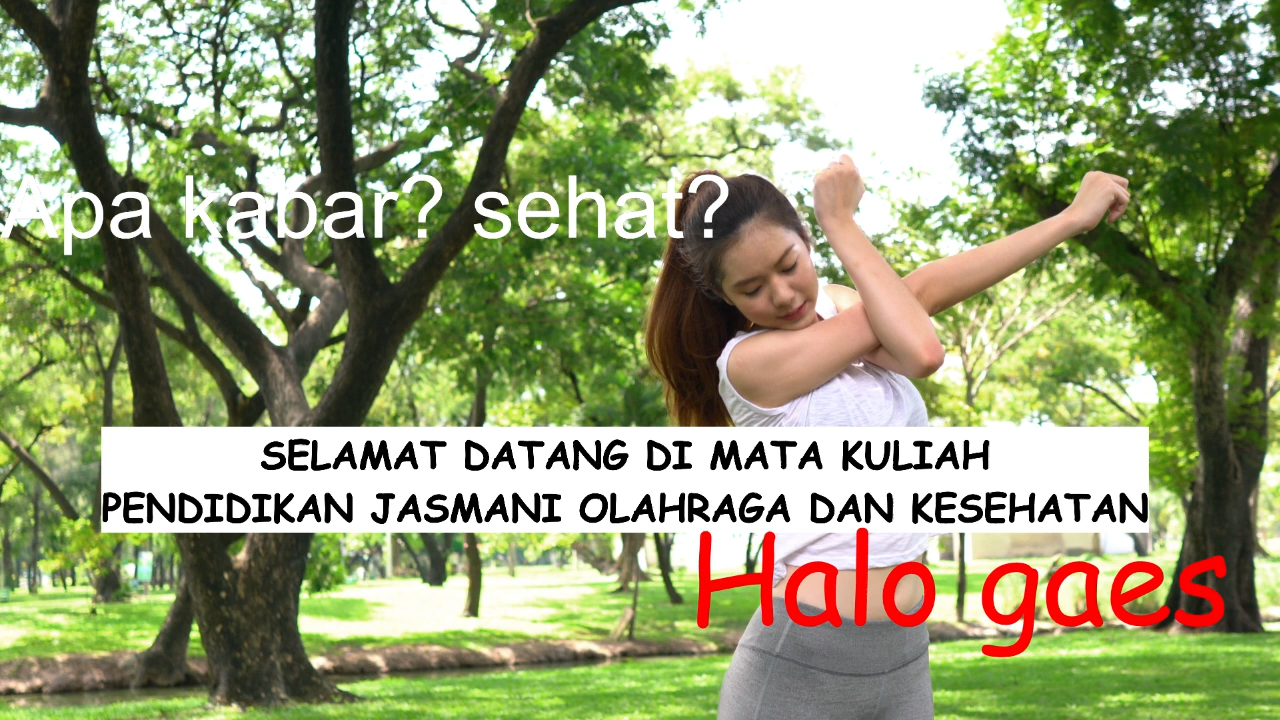 Apa kabar? sehat?
SELAMAT DATANG DI MATA KULIAH
PENDIDIKAN JASMANI OLAHRAGA DAN KESEHATAN
Halo gaes